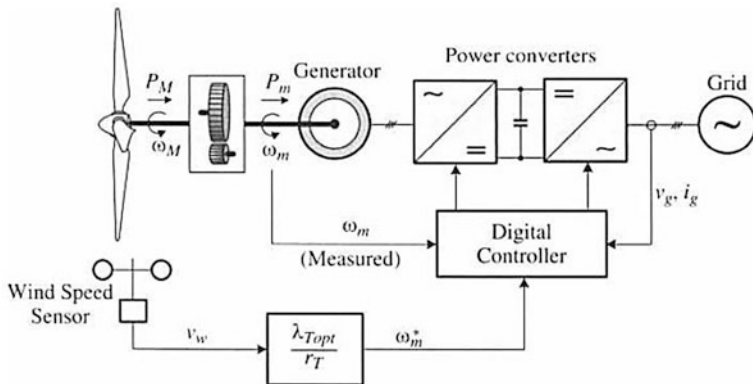 Power converters
Generator
Grid
P_M
P_m
ω_M
ω_m
~
=
=
~
~
v_g, i_g
ω_m
(Measured)
Digital
Controller
Wind Speed
Sensor
v_w
λ_Topt
r_T
ω_m^*